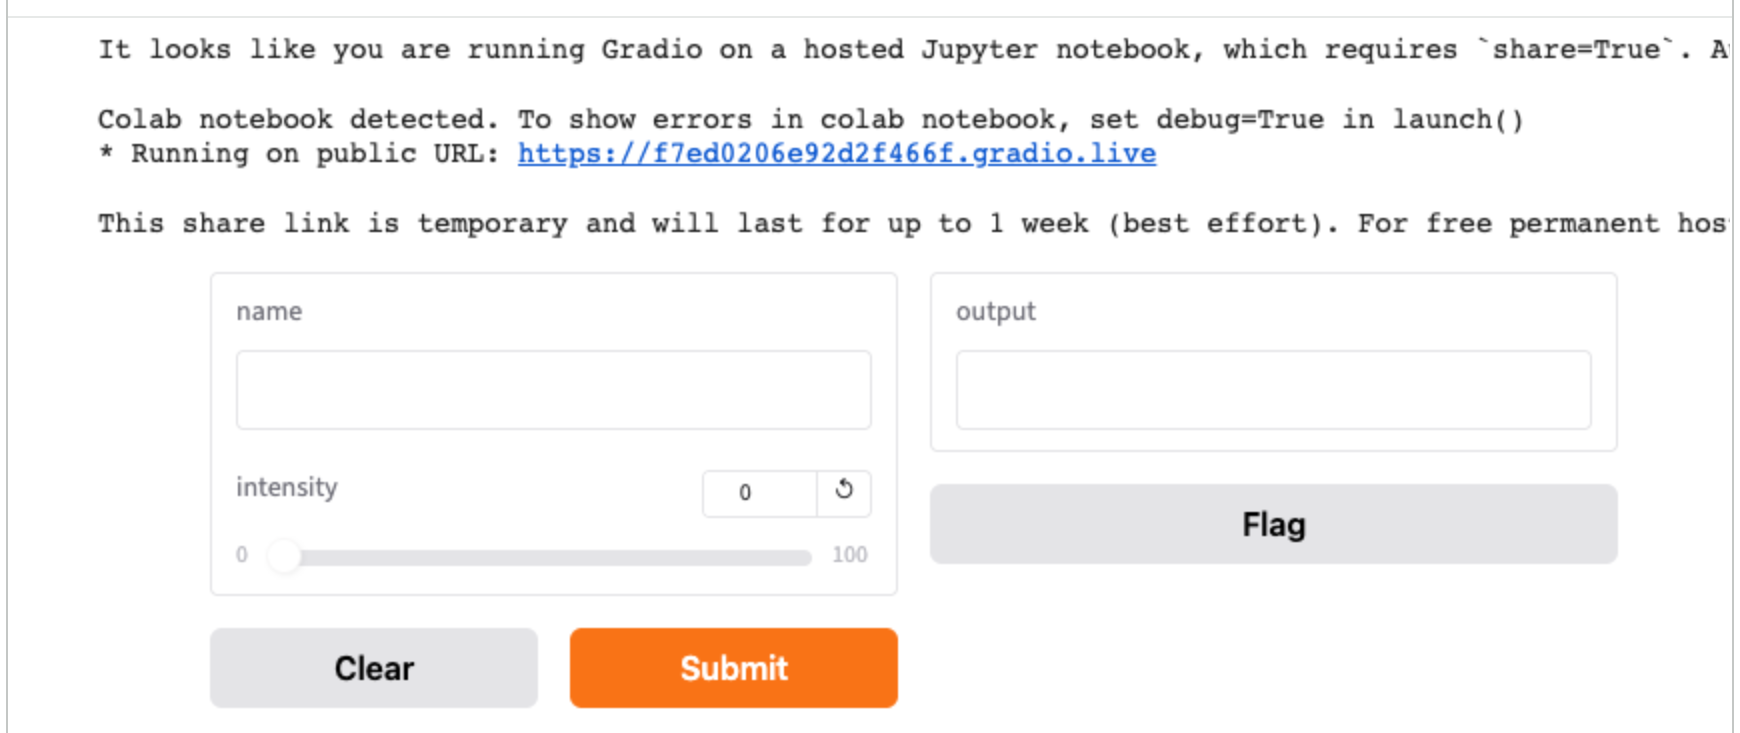 It looks like you are running Gradio on a hosted Jupyter notebook, which requires `share=True`.
Colab notebook detected. To show errors in colab notebook, set debug=True in launch()
* Running on public URL: https://f7ed0206e92d2f466f.gradio.live
This share link is temporary and will last for up to 1 week (best effort). For free permanent
name
intensity
0
0
100
Clear
Submit
output
Flag